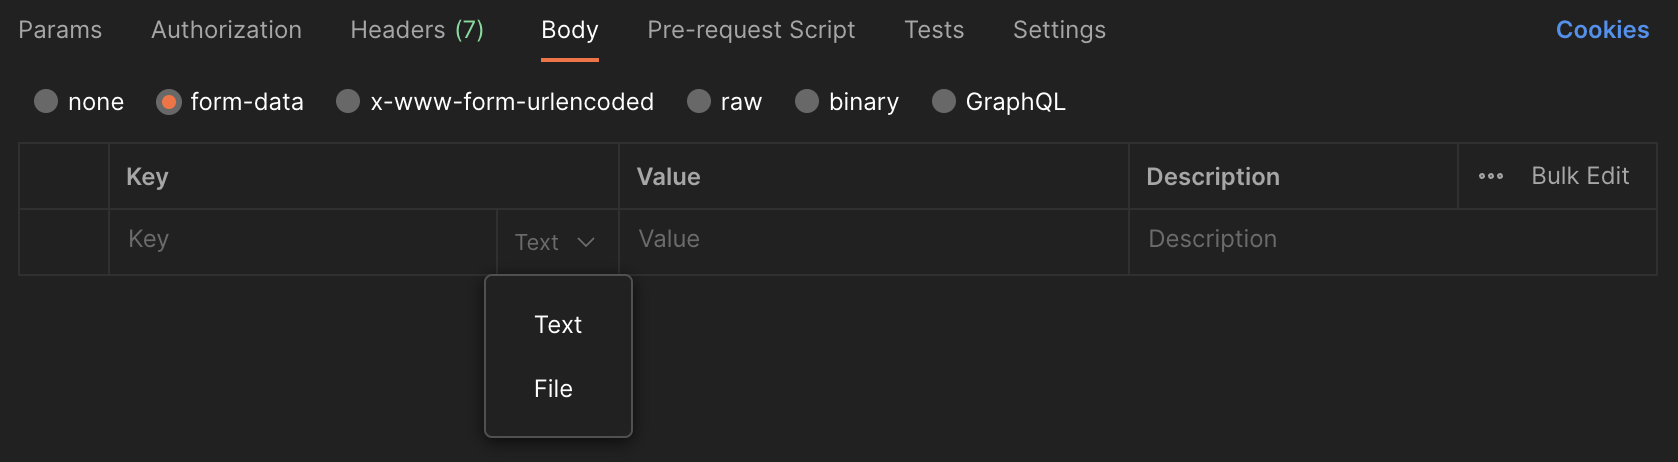 Params Authorization Headers (7) Body Pre-request Script Tests Settings Cookies
none form-data x-www-form-urlencoded raw binary GraphQL
Key Value Description Bulk Edit
Key Text Value Description
Text
File